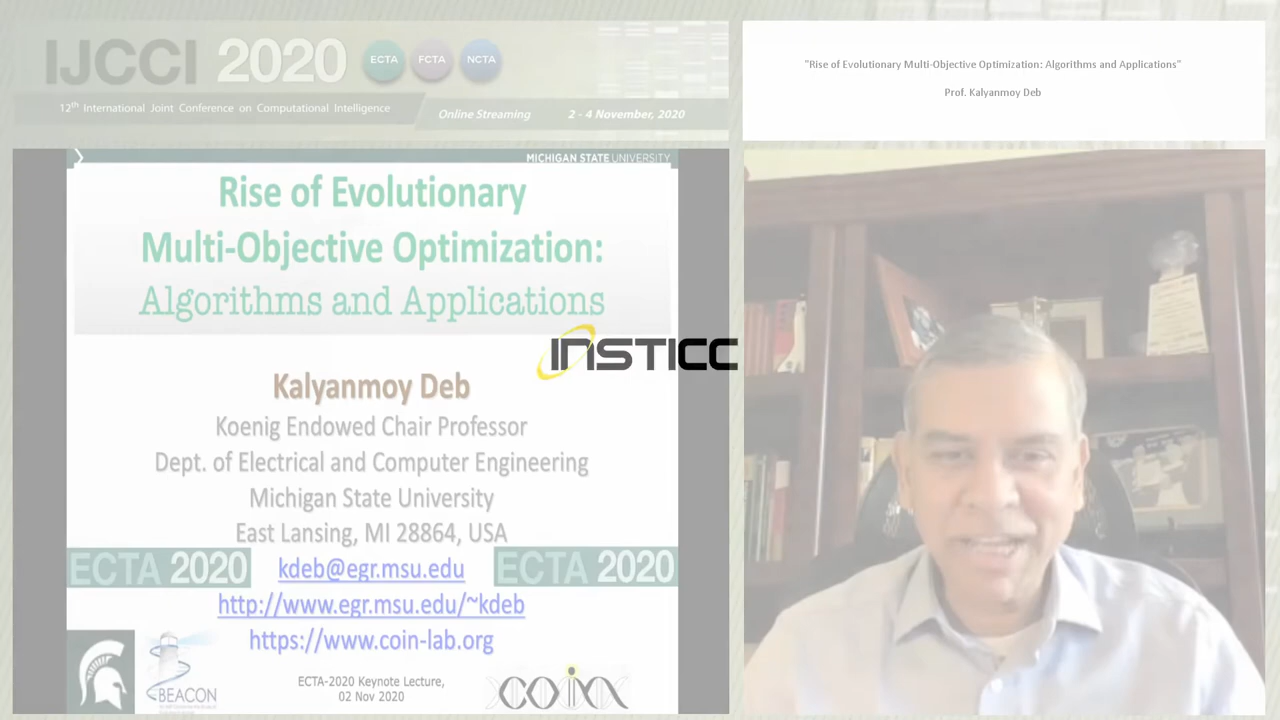 IJCCI 2020
ECTA
FCTA
NCTA
12th International Joint Conference on Computational Intelligence
Online Streaming
2 - 4 November, 2020
"Rise of Evolutionary Multi-Objective Optimization: Algorithms and Applications"
Prof. Kalyanmoy Deb
MICHIGAN STATE UNIVERSITY
Rise of Evolutionary
Multi-Objective Optimization:
Algorithms and Applications
INSTICC
Kalyanmoy Deb
Koenig Endowed Chair Professor
Dept. of Electrical and Computer Engineering
Michigan State University
East Lansing, MI 28864, USA
ECTA 2020
kdeb@egr.msu.edu
ECTA 2020
http://www.egr.msu.edu/~kdeb
https://www.coin-lab.org
BEACON
ECTA-2020 Keynote Lecture,
02 Nov 2020
COIN